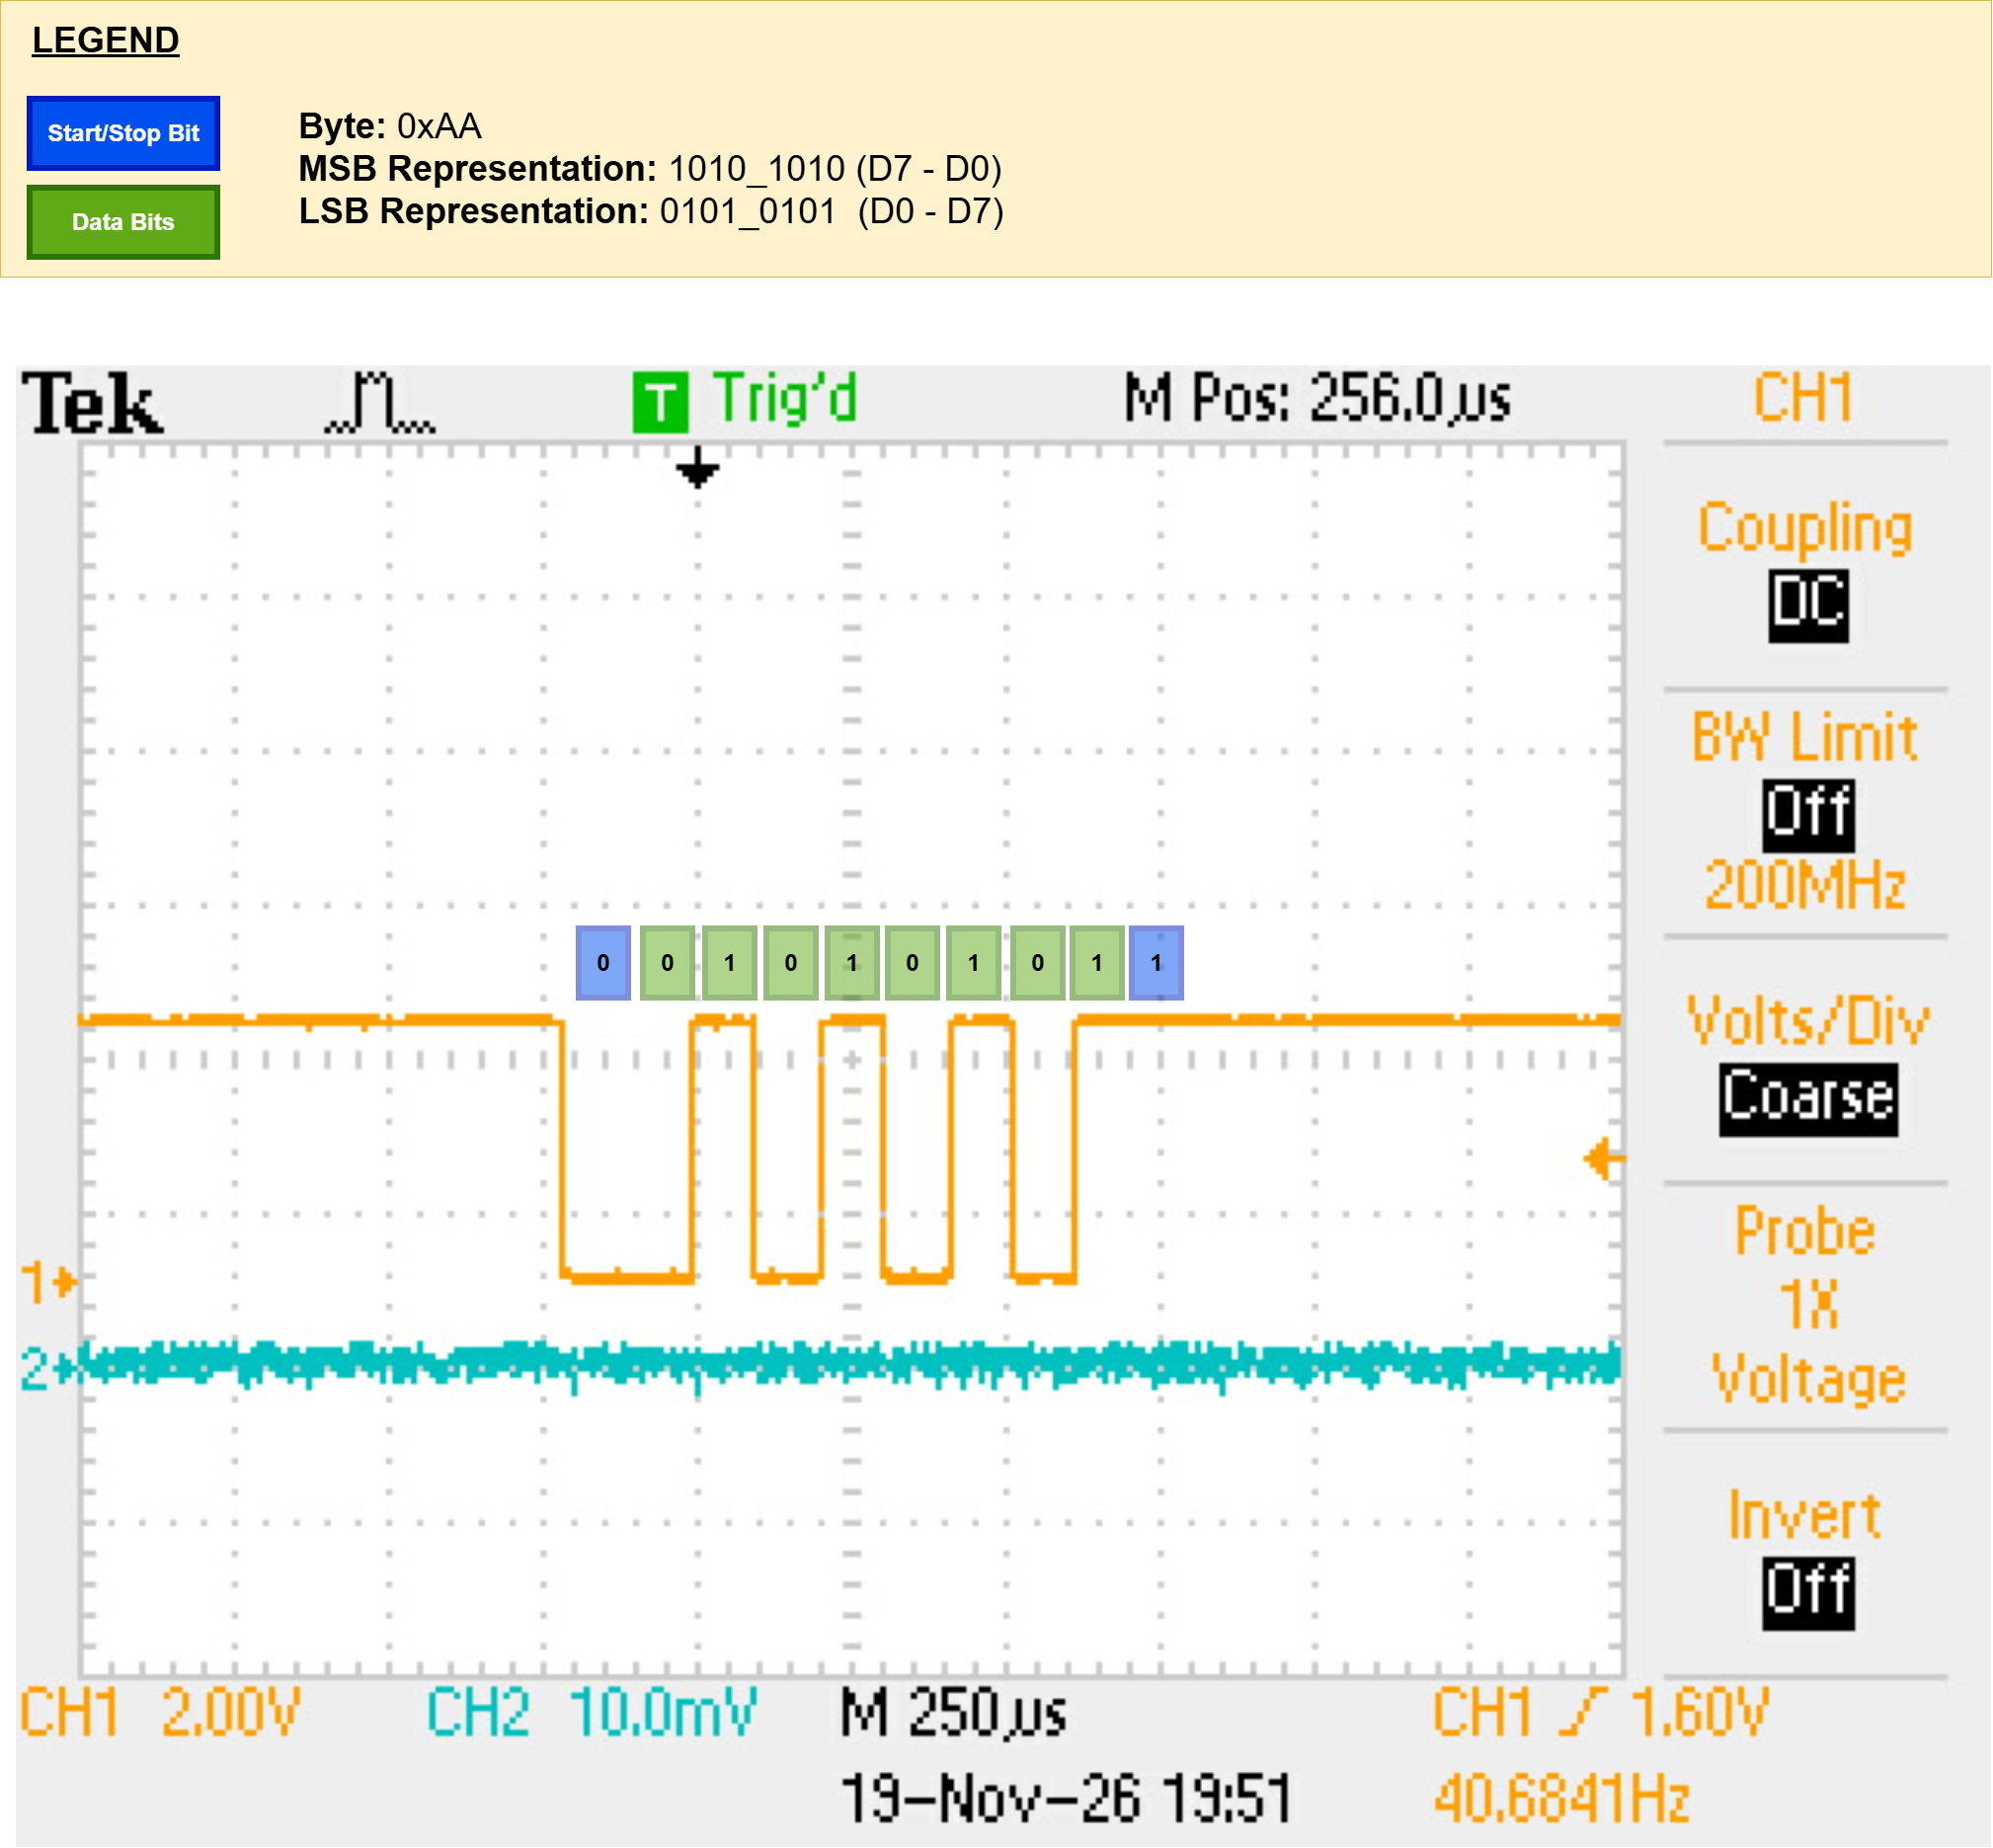 LEGEND
Start/Stop Bit
Data Bits
Byte: 0xAA
MSB Representation: 1010_1010 (D7 - D0)
LSB Representation: 0101_0101 (D0 - D7)
Tek
T Trig'd
M Pos: 256.0µs
CH1
Coupling
DC
BW Limit
Off
200MHz
0 0 1 0 1 0 1 0 1 1
Volts/Div
Coarse
Probe
1X
Voltage
1
2
Invert
Off
CH1 2.00V
CH2 10.0mV
M 250µs
CH1 1.60V
19-Nov-26 19:51
40.6841Hz